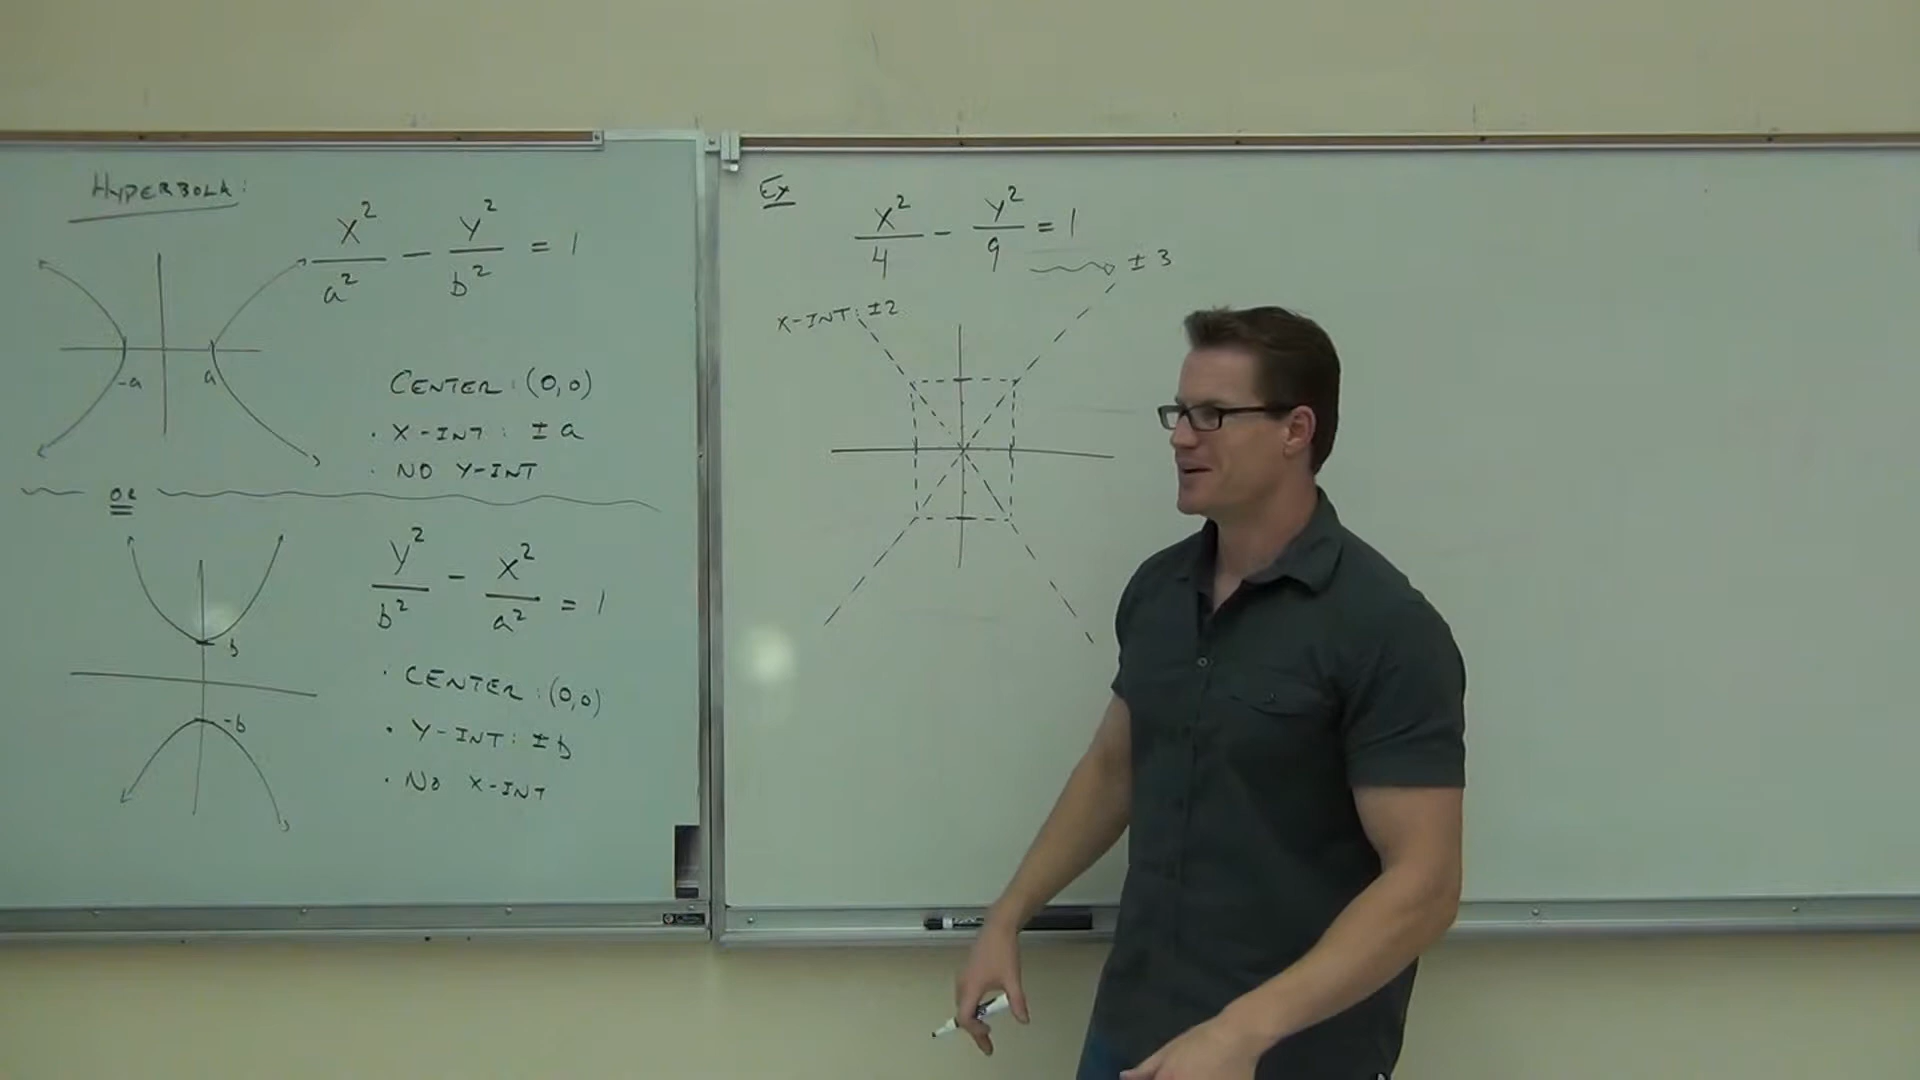 HYPERBOLA:
x²/a² - y²/b² = 1
-a a
CENTER: (0,0)
· X-INT: ±a
· NO Y-INT
OR
y²/b² - x²/a² = 1
b
-b
· CENTER: (0,0)
· Y-INT: ±b
· NO X-INT
Ex
x²/4 - y²/9 = 1
±3
X-INT: ±2